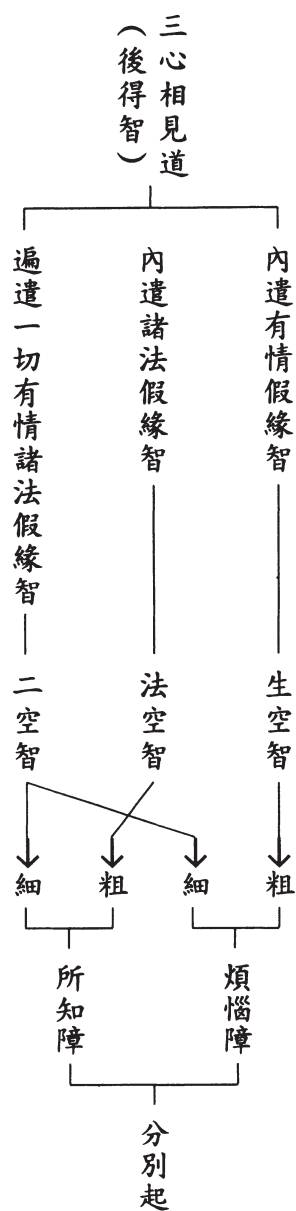 三心相見道
（後得智）
內遣有情假緣智
內遣諸法假緣智
遍遣一切有情諸法假緣智
生空智
法空智
二空智
粗
細
粗
細
煩惱障
所知障
分別起